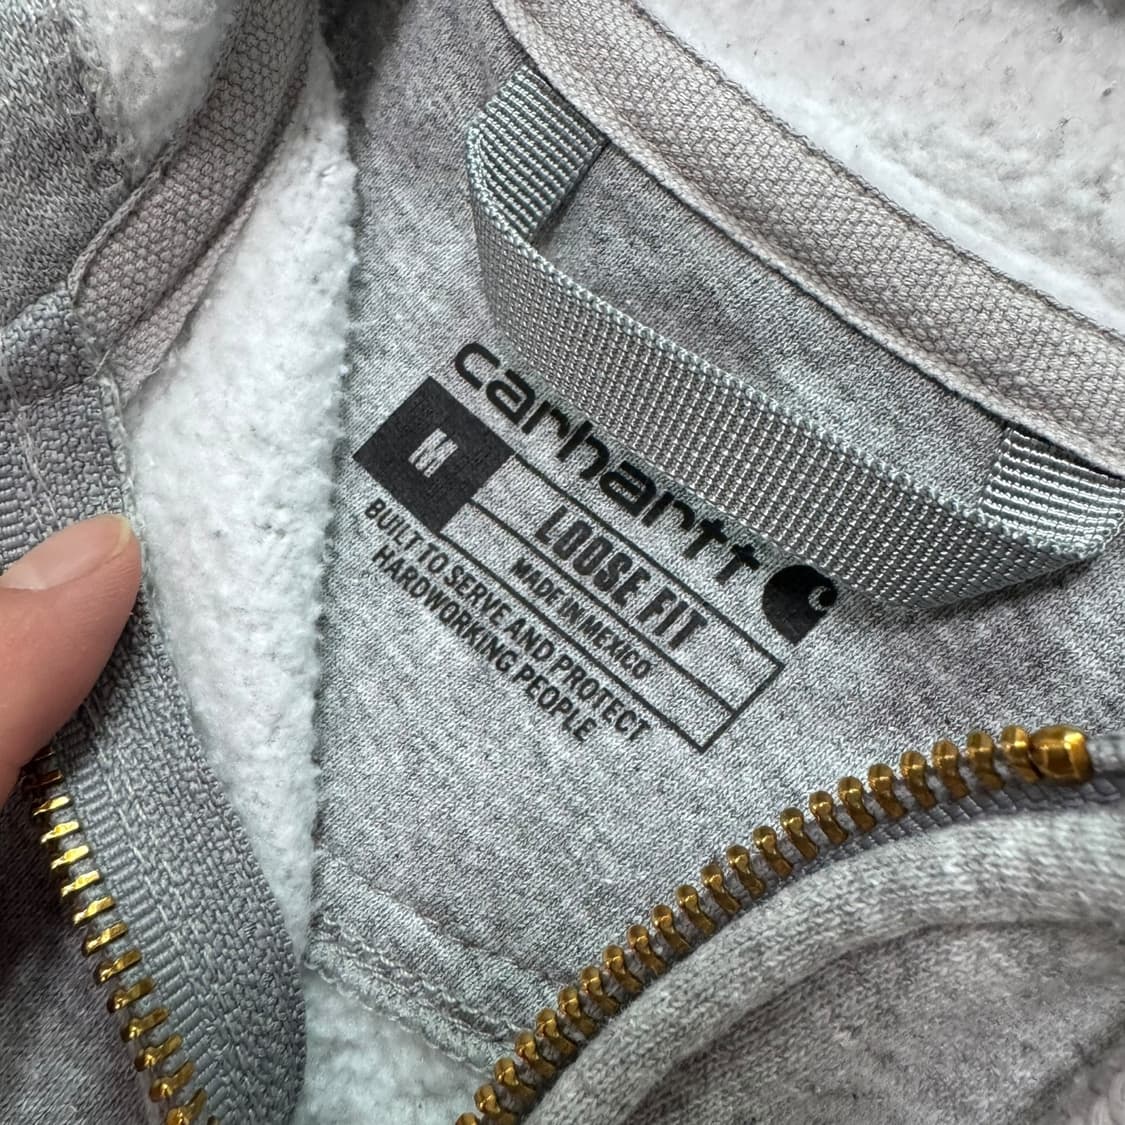 carhartt
M
LOOSE FIT
MADE IN MEXICO
BUILT TO SERVE AND PROTECT
HARDWORKING PEOPLE